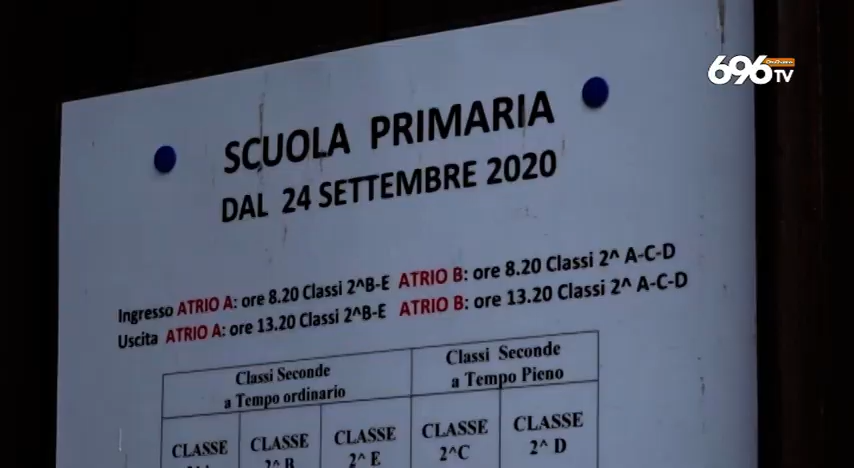 696 TV
SCUOLA PRIMARIA
DAL 24 SETTEMBRE 2020
Ingresso ATRIO A: ore 8.20 Classi 2^B-E ATRIO B: ore 8.20 Classi 2^ A-C-D
Uscita ATRIO A: ore 13.20 Classi 2^B-E ATRIO B: ore 13.20 Classi 2^ A-C-D
Classi Seconde
a Tempo ordinario
Classi Seconde
a Tempo Pieno
CLASSE
CLASSE
2^ B
CLASSE
2^ E
CLASSE
2^C
CLASSE
2^ D